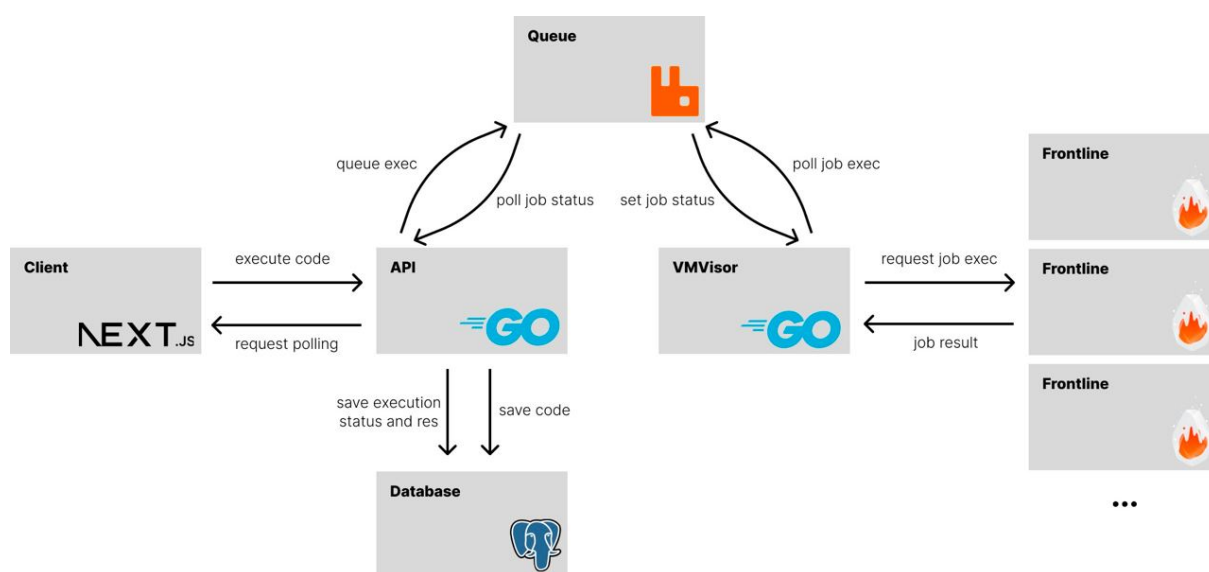 Queue
queue exec
poll job status
set job status
poll job exec
Client
NEXT.JS
execute code
request polling
API
GO
VMVisor
GO
request job exec
job result
Frontline
Frontline
Frontline
...
save execution
status and res
save code
Database